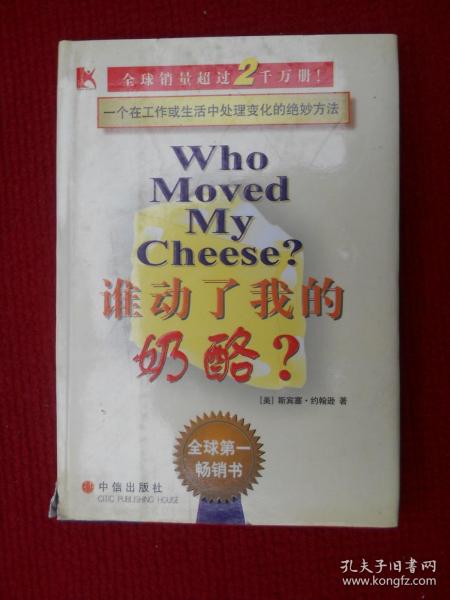 全球销量超过2千万册!
一个在工作或生活中处理变化的绝妙方法
Who
Moved
My
Cheese?
谁动了我的
奶酪?
[美] 斯宾塞·约翰逊 著
全球第一
畅销书
中信出版社
CITIC PUBLISHING HOUSE
孔夫子旧书网
www.kongfz.com